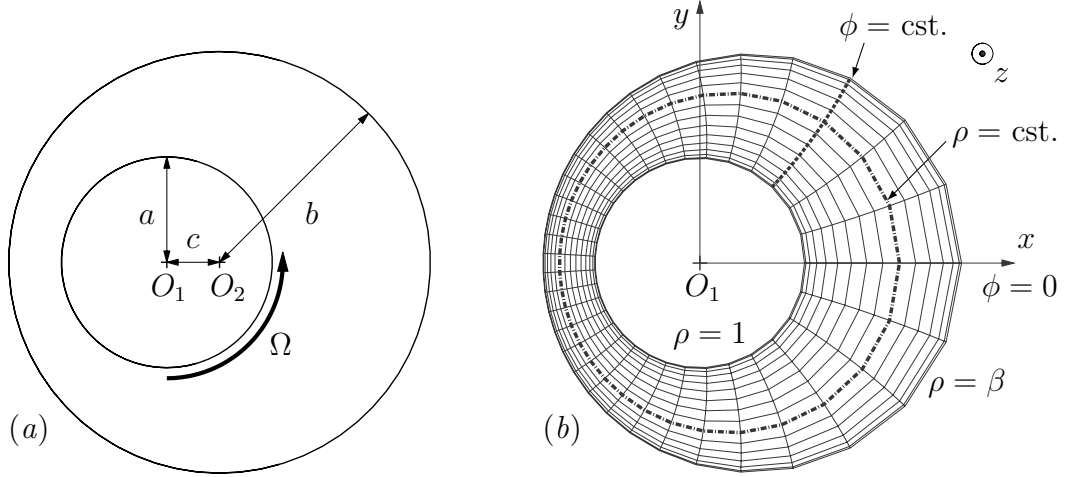 a
b
c
O₁
O₂
Ω
(a)
y
ϕ = cst.
z
ρ = cst.
x
O₁
ϕ = 0
ρ = 1
ρ = β
(b)